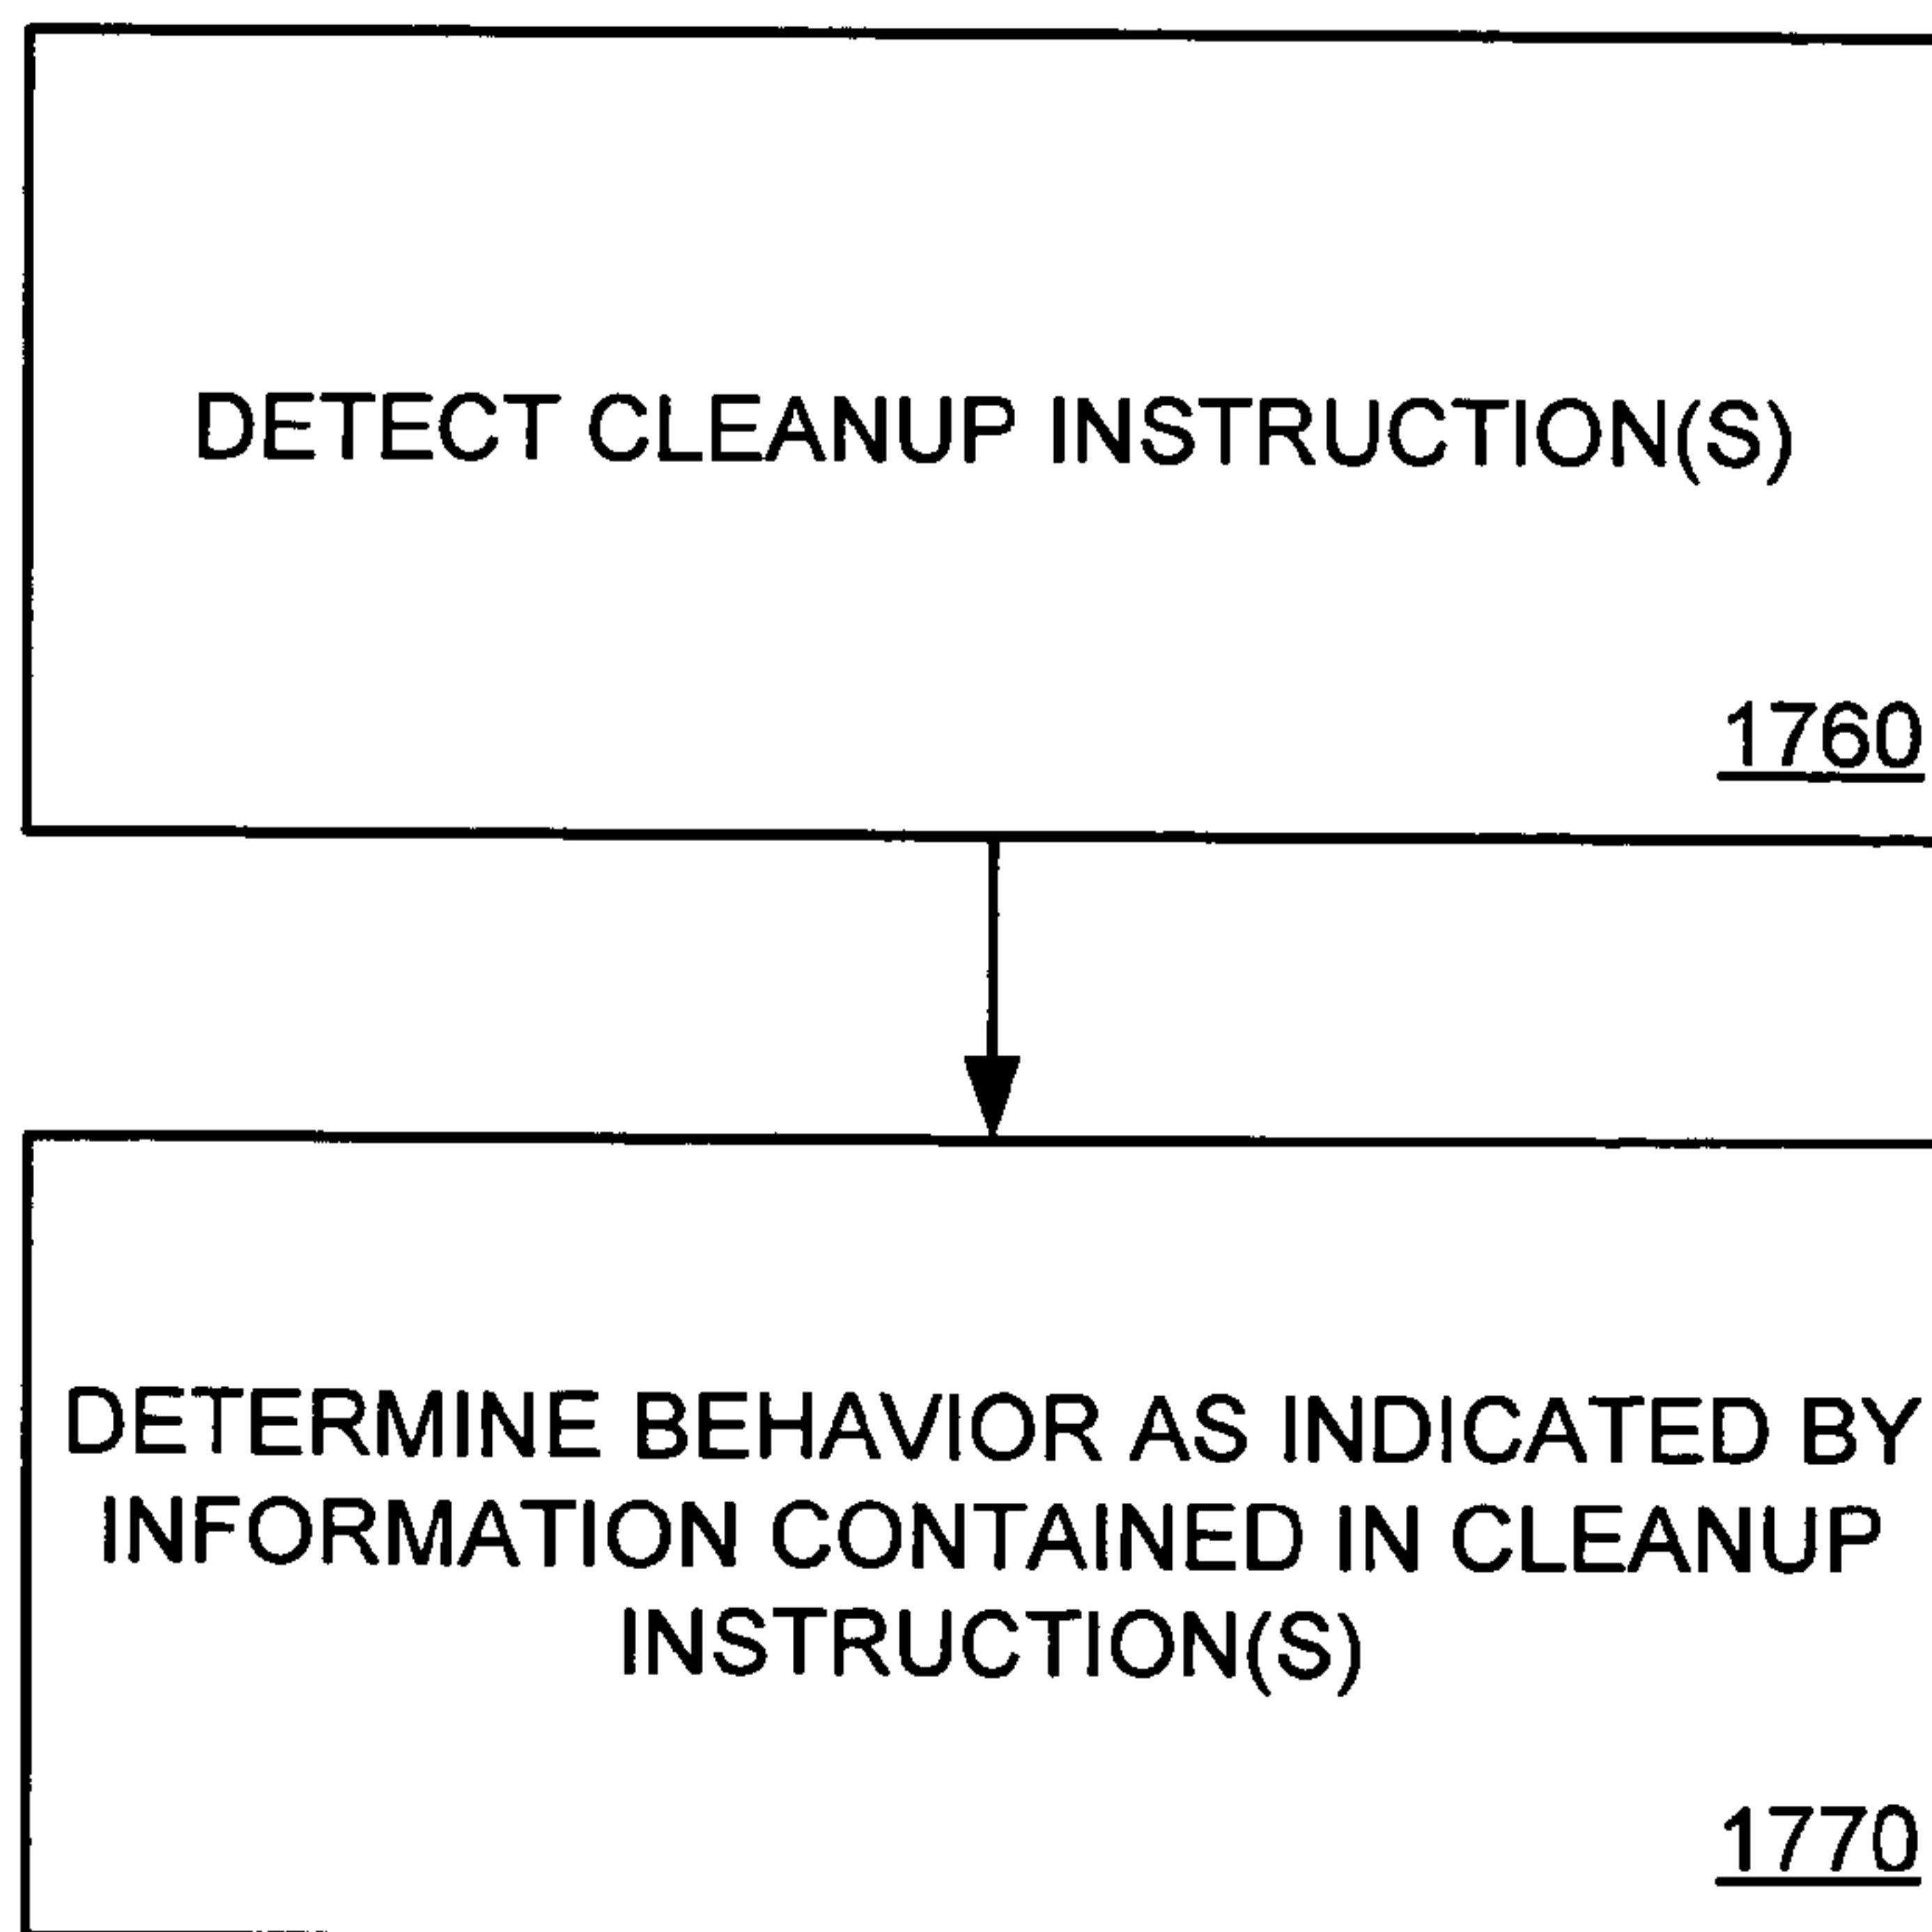 DETECT CLEANUP INSTRUCTION(S)
1760
DETERMINE BEHAVIOR AS INDICATED BY
INFORMATION CONTAINED IN CLEANUP
INSTRUCTION(S)
1770